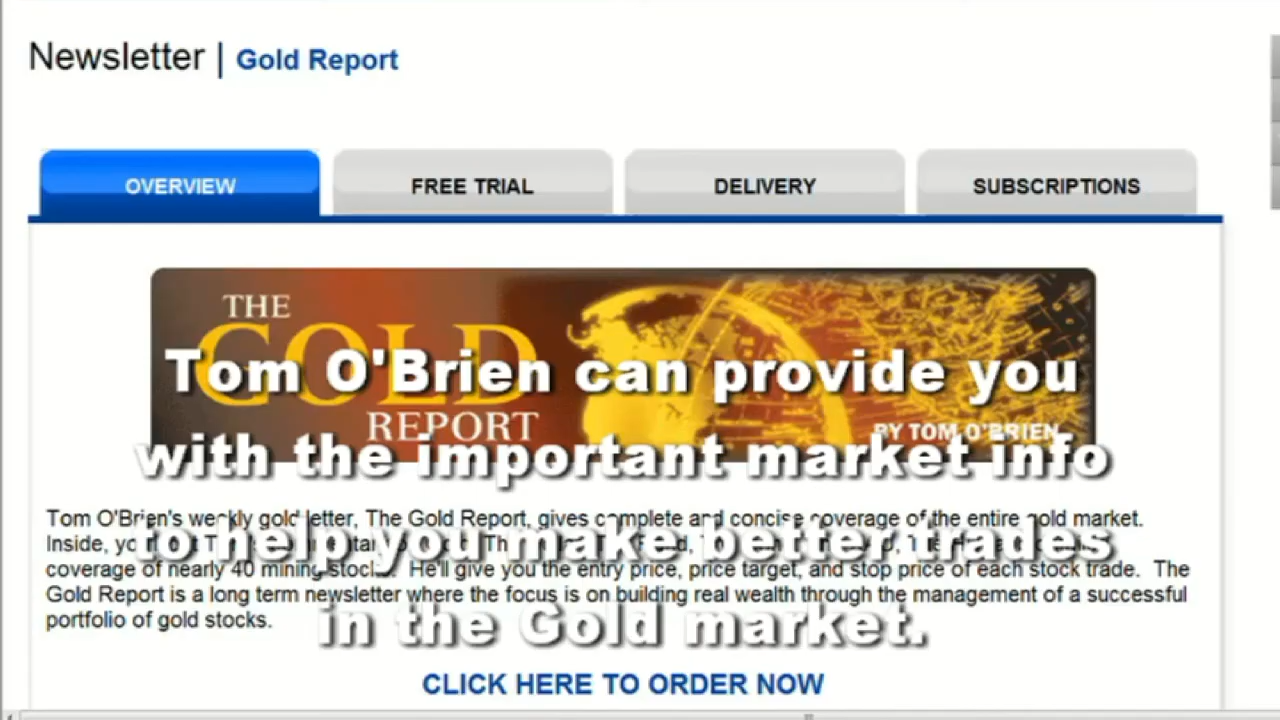 Newsletter | Gold Report
OVERVIEW
FREE TRIAL
DELIVERY
SUBSCRIPTIONS
THE
GOLD
REPORT
BY TOM O'BRIEN
Tom O'Brien can provide you
with the important market info
to help you make better trades
in the Gold market.
Tom O'Brien's weekly gold letter, The Gold Report, gives complete and concise coverage of the entire gold market.
Inside,
coverage of nearly 40 mining stocks. He'll give you the entry price, price target, and stop price of each stock trade. The
Gold Report is a long term newsletter where the focus is on building real wealth through the management of a successful
portfolio of gold stocks.
CLICK HERE TO ORDER NOW